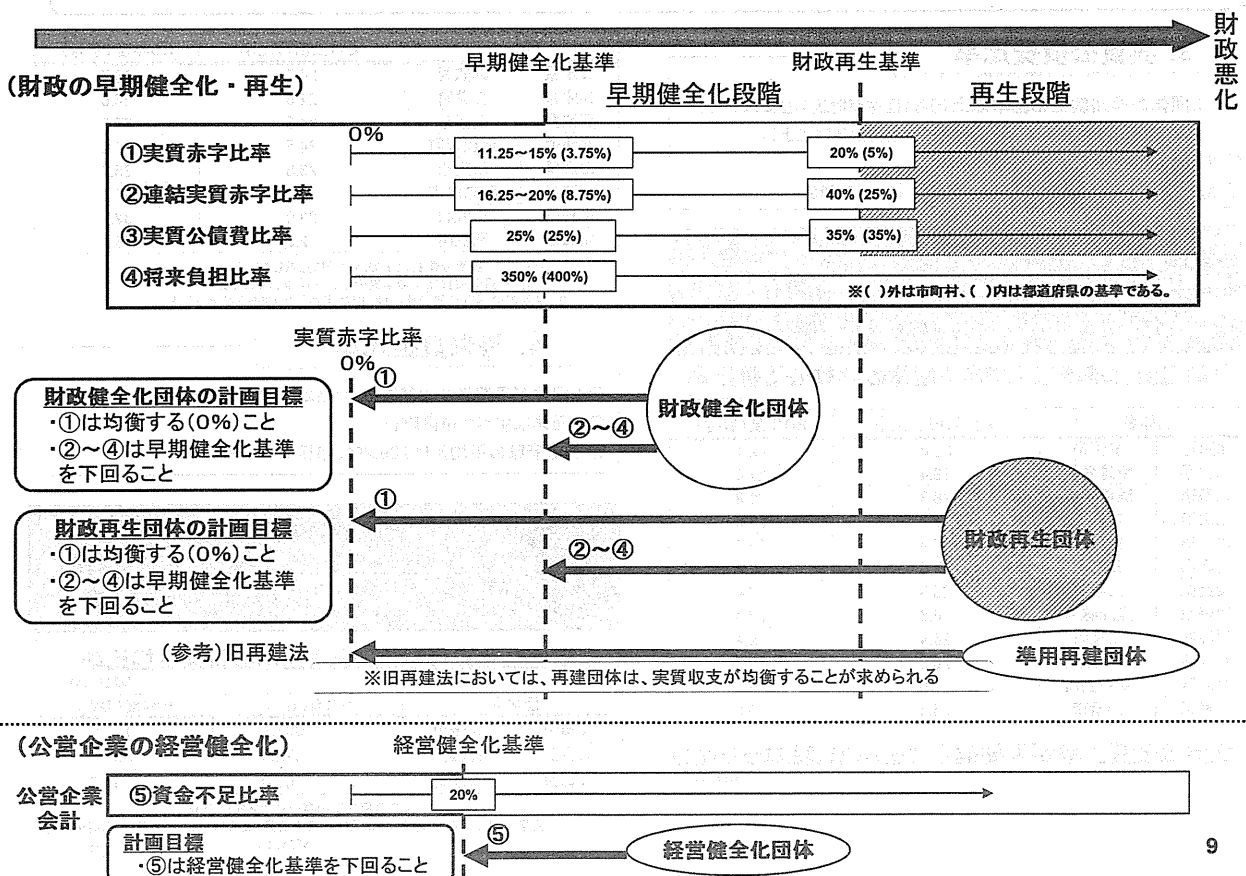 財政悪化
早期健全化基準
財政再生基準
(財政の早期健全化・再生)
早期健全化段階
再生段階
0%
①実質赤字比率
11.25～15% (3.75%)
20% (5%)
②連結実質赤字比率
16.25～20% (8.75%)
40% (25%)
③実質公債費比率
25% (25%)
35% (35%)
④将来負担比率
350% (400%)
※( )外は市町村、( )内は都道府県の基準である。
実質赤字比率
0%
財政健全化団体の計画目標
・①は均衡する(0%)こと
・②～④は早期健全化基準
を下回ること
①
②～④
財政健全化団体
財政再生団体の計画目標
・①は均衡する(0%)こと
・②～④は早期健全化基準
を下回ること
①
②～④
財政再生団体
(参考)旧再建法
準用再建団体
※旧再建法においては、再建団体は、実質収支が均衡することが求められる
(公営企業の経営健全化)
経営健全化基準
公営企業
会計
⑤資金不足比率
20%
計画目標
・⑤は経営健全化基準を下回ること
⑤
経営健全化団体
9